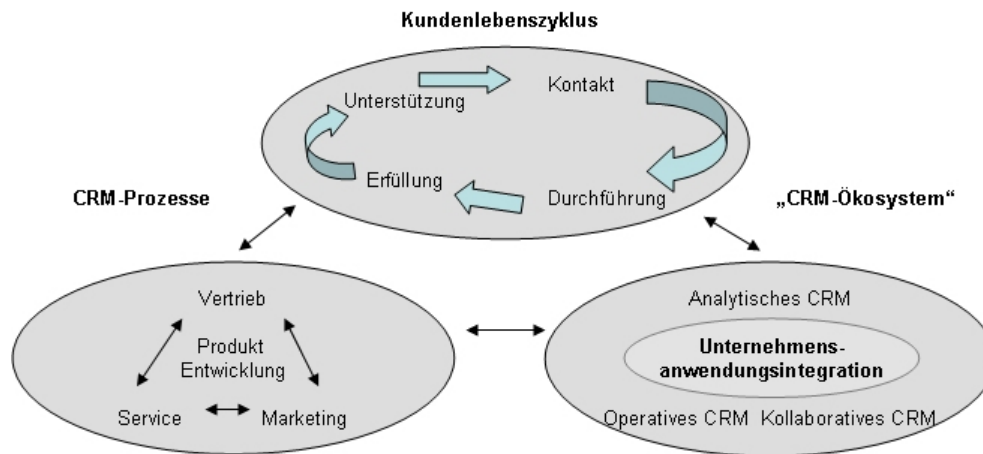 Kundenlebenszyklus
Unterstützung
Kontakt
Erfüllung
Durchführung
CRM-Prozesse
„CRM-Ökosystem“
Vertrieb
Produkt
Entwicklung
Service
Marketing
Analytisches CRM
Unternehmens-
anwendungsintegration
Operatives CRM
Kollaboratives CRM